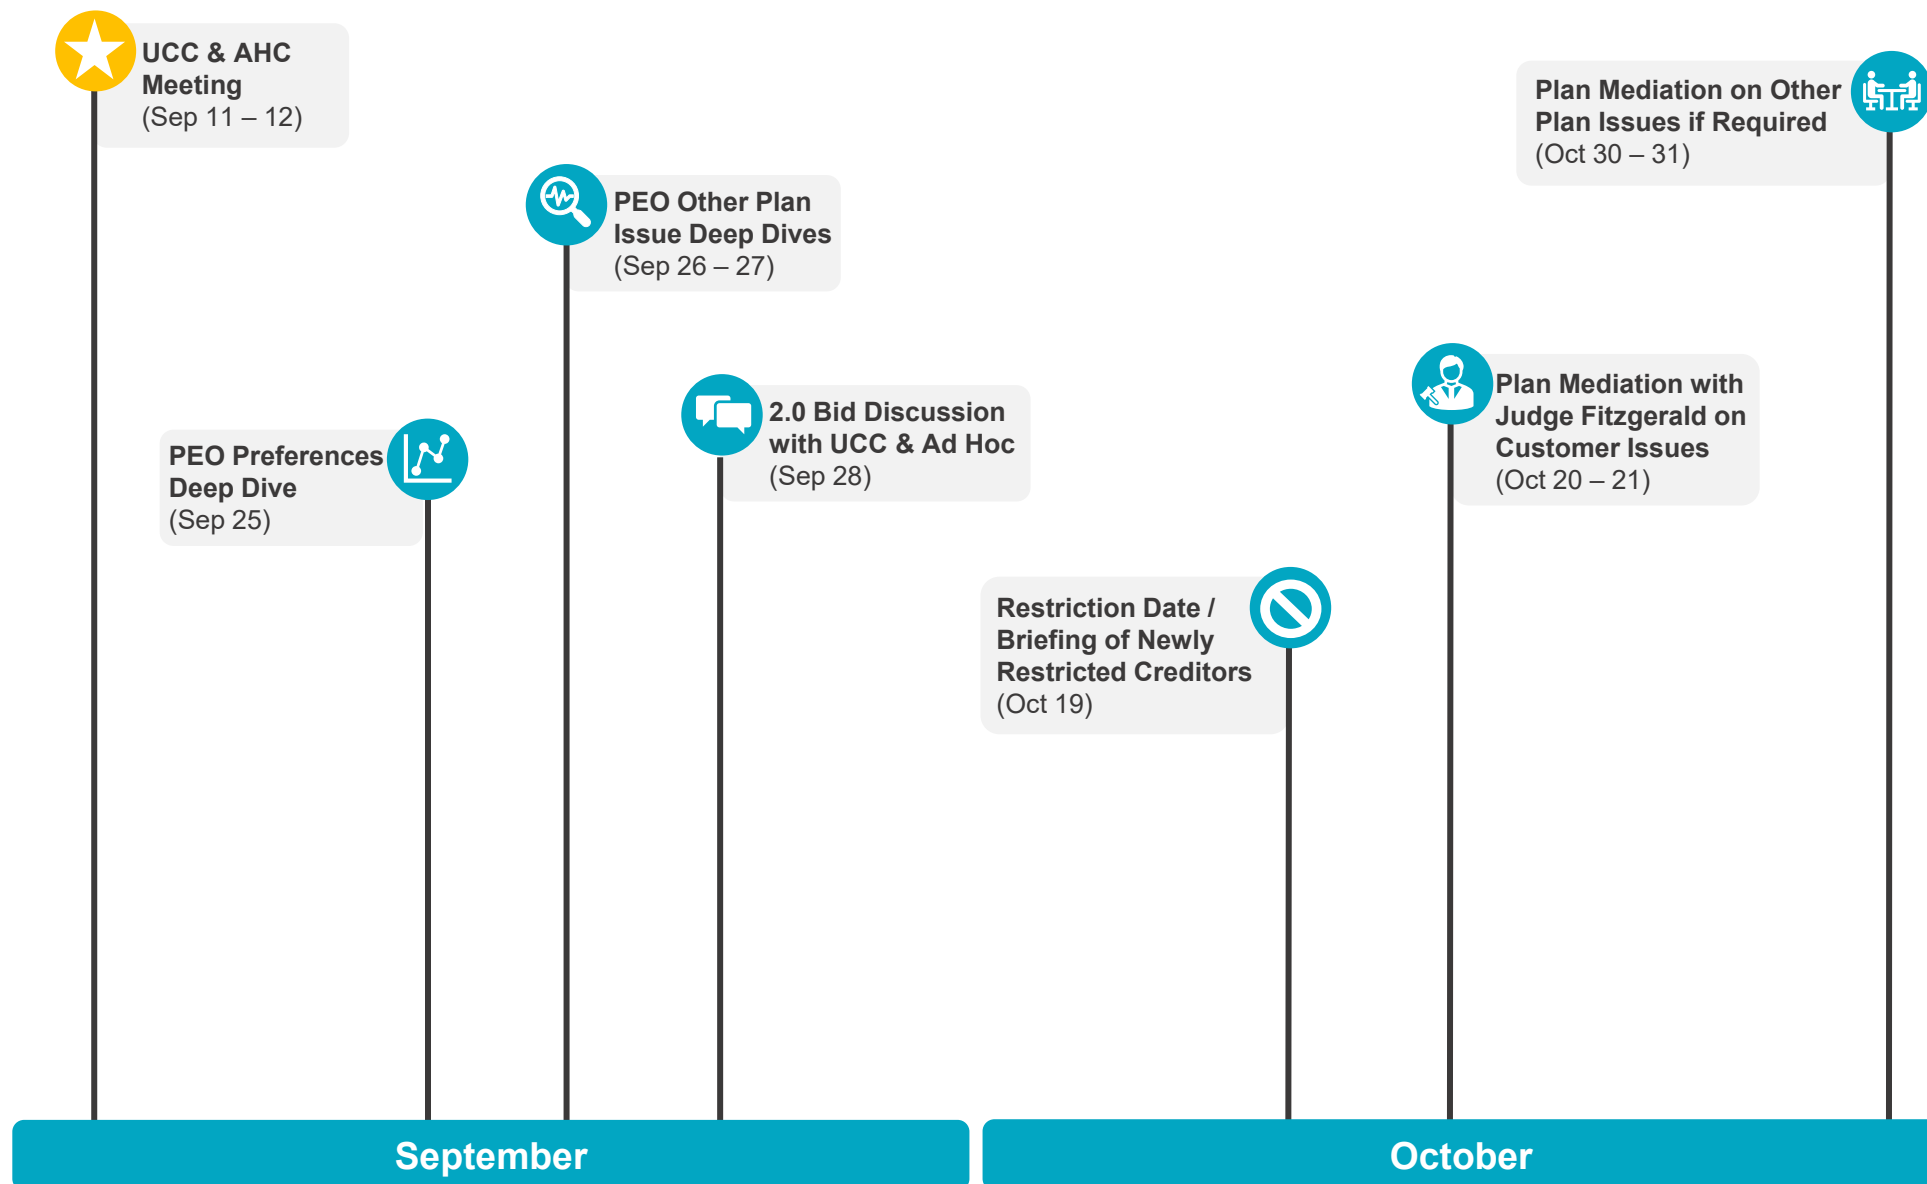 UCC & AHC
Meeting
(Sep 11 – 12)
PEO Preferences
Deep Dive
(Sep 25)
PEO Other Plan
Issue Deep Dives
(Sep 26 – 27)
2.0 Bid Discussion
with UCC & Ad Hoc
(Sep 28)
Restriction Date /
Briefing of Newly
Restricted Creditors
(Oct 19)
Plan Mediation with
Judge Fitzgerald on
Customer Issues
(Oct 20 – 21)
Plan Mediation on Other
Plan Issues if Required
(Oct 30 – 31)
September
October